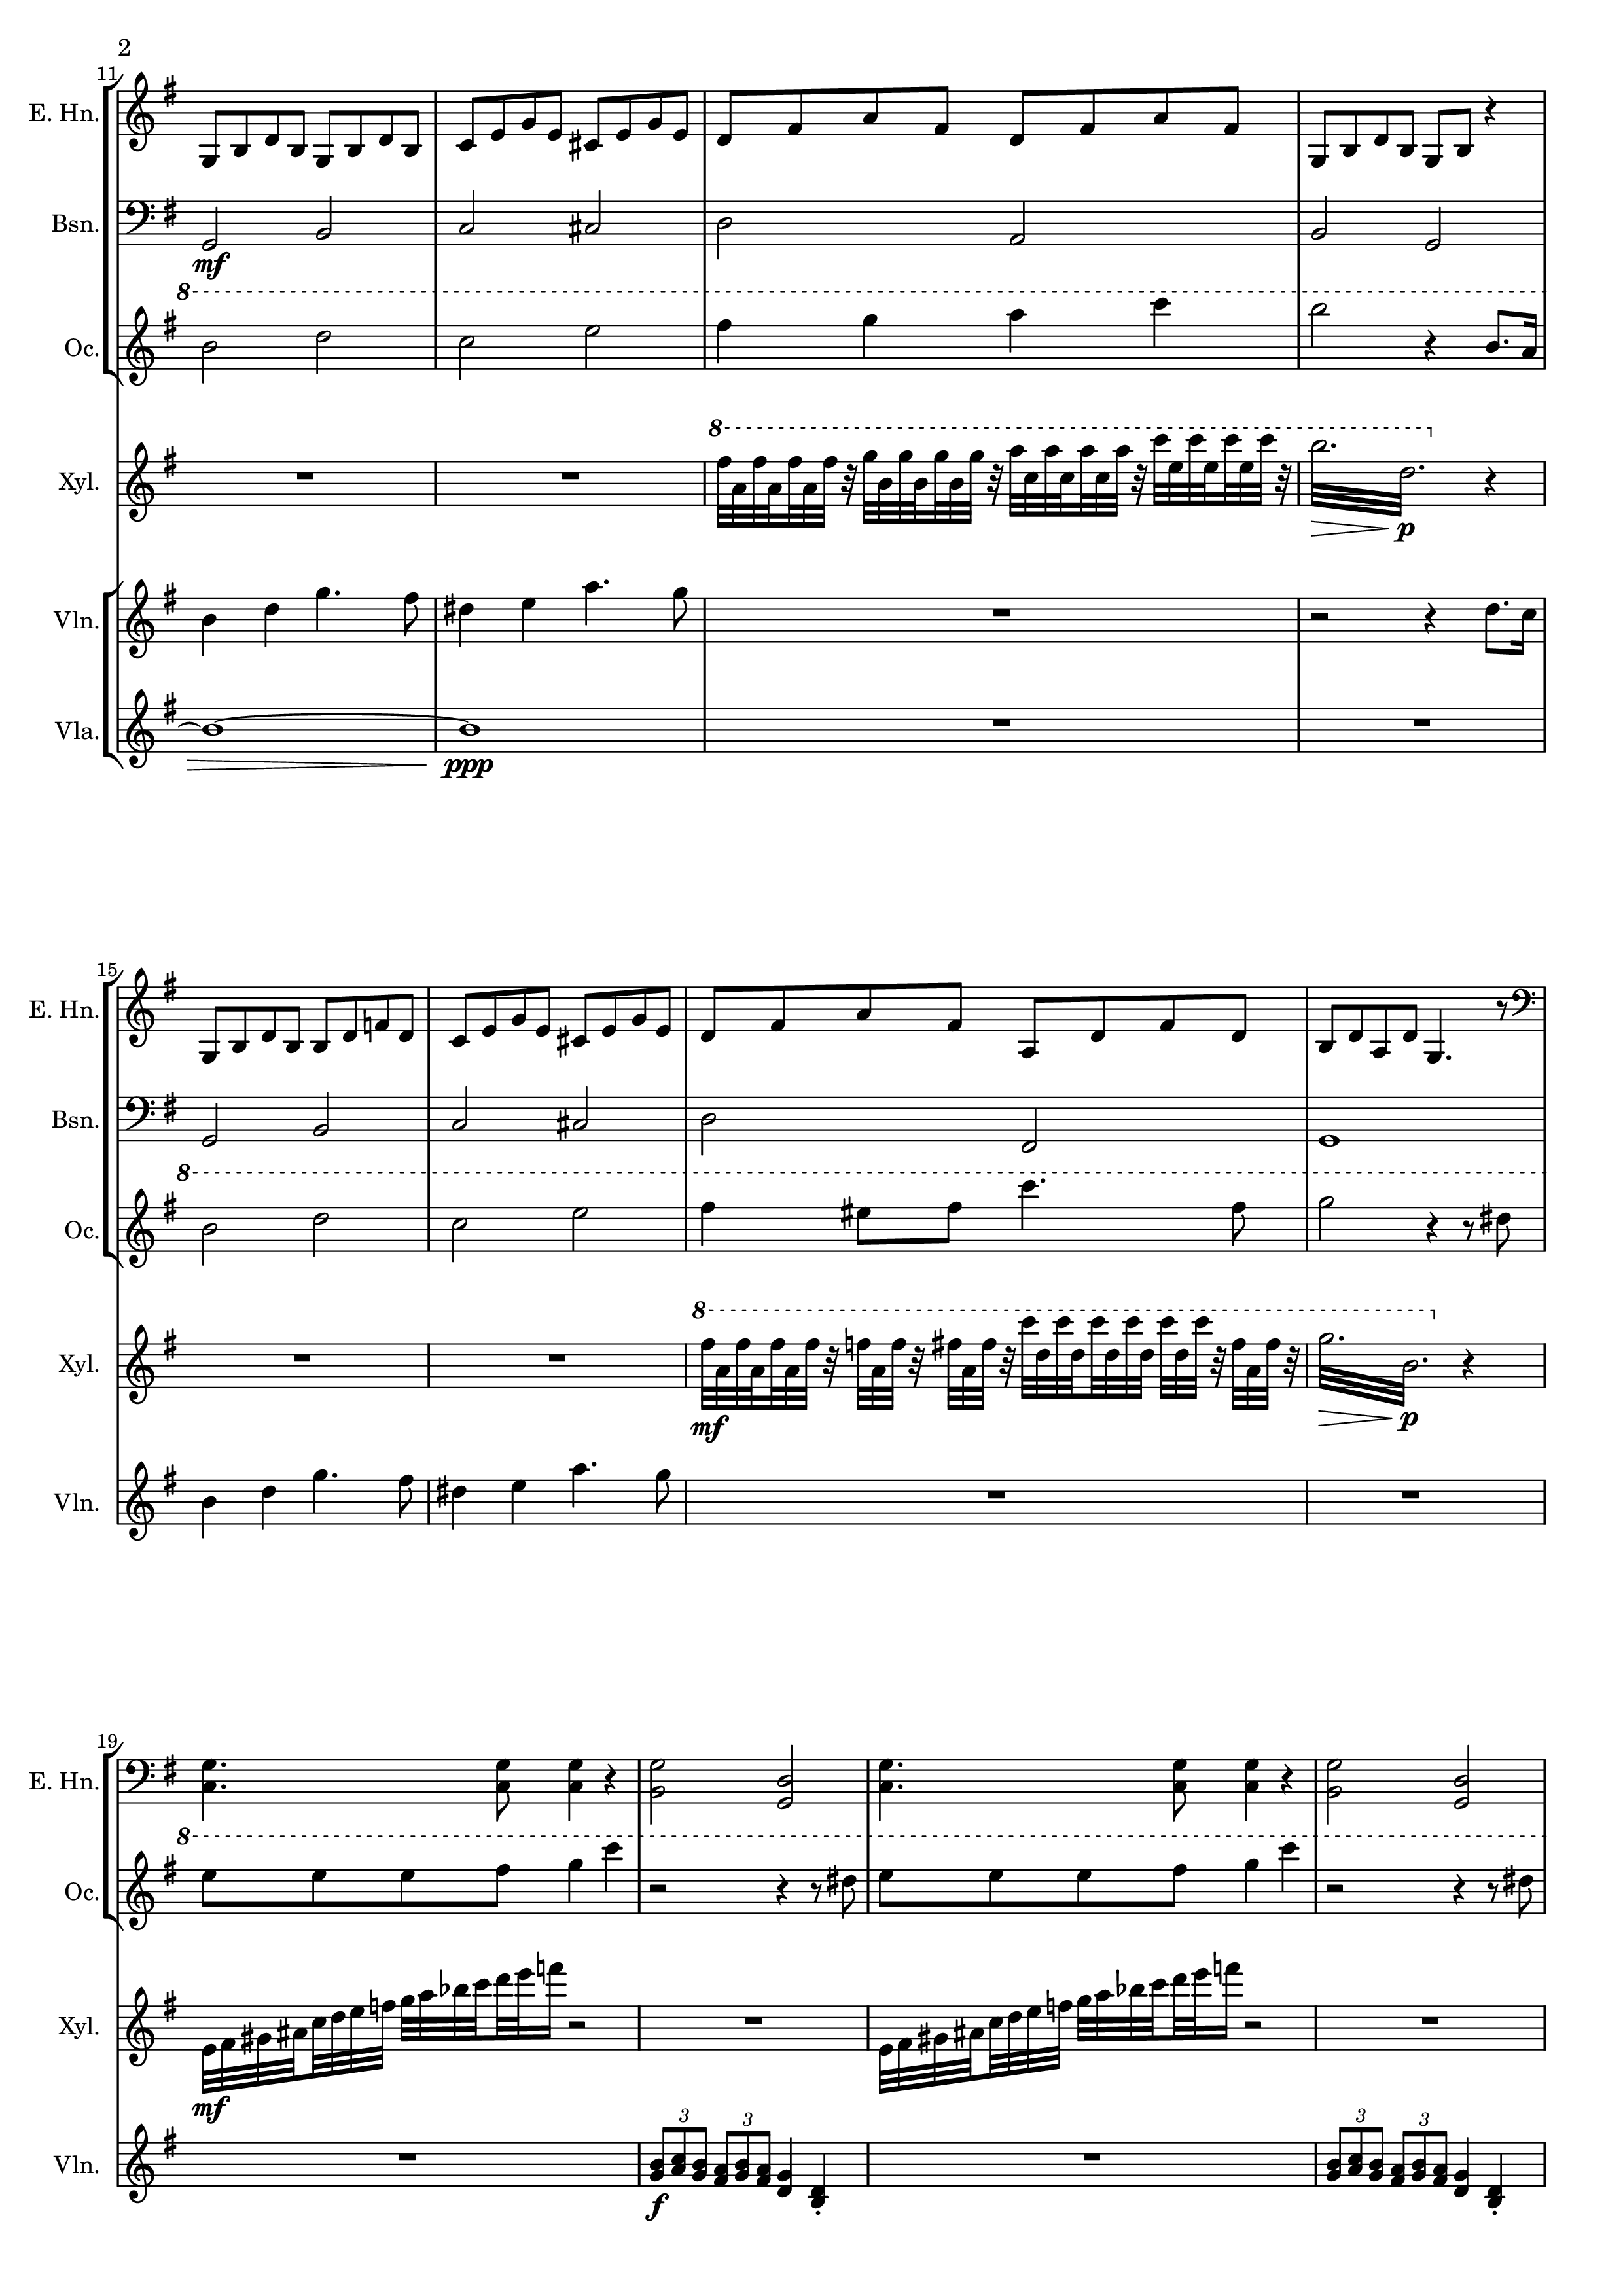 2
11
E. Hn.
Bsn.
mf
8
Oc.
8
Xyl.
p
Vln.
Vla.
ppp
15
E. Hn.
Bsn.
8
Oc.
8
Xyl.
mf
p
Vln.
19
E. Hn.
8
Oc.
Xyl.
mf
3 3 3 3
Vln.
f